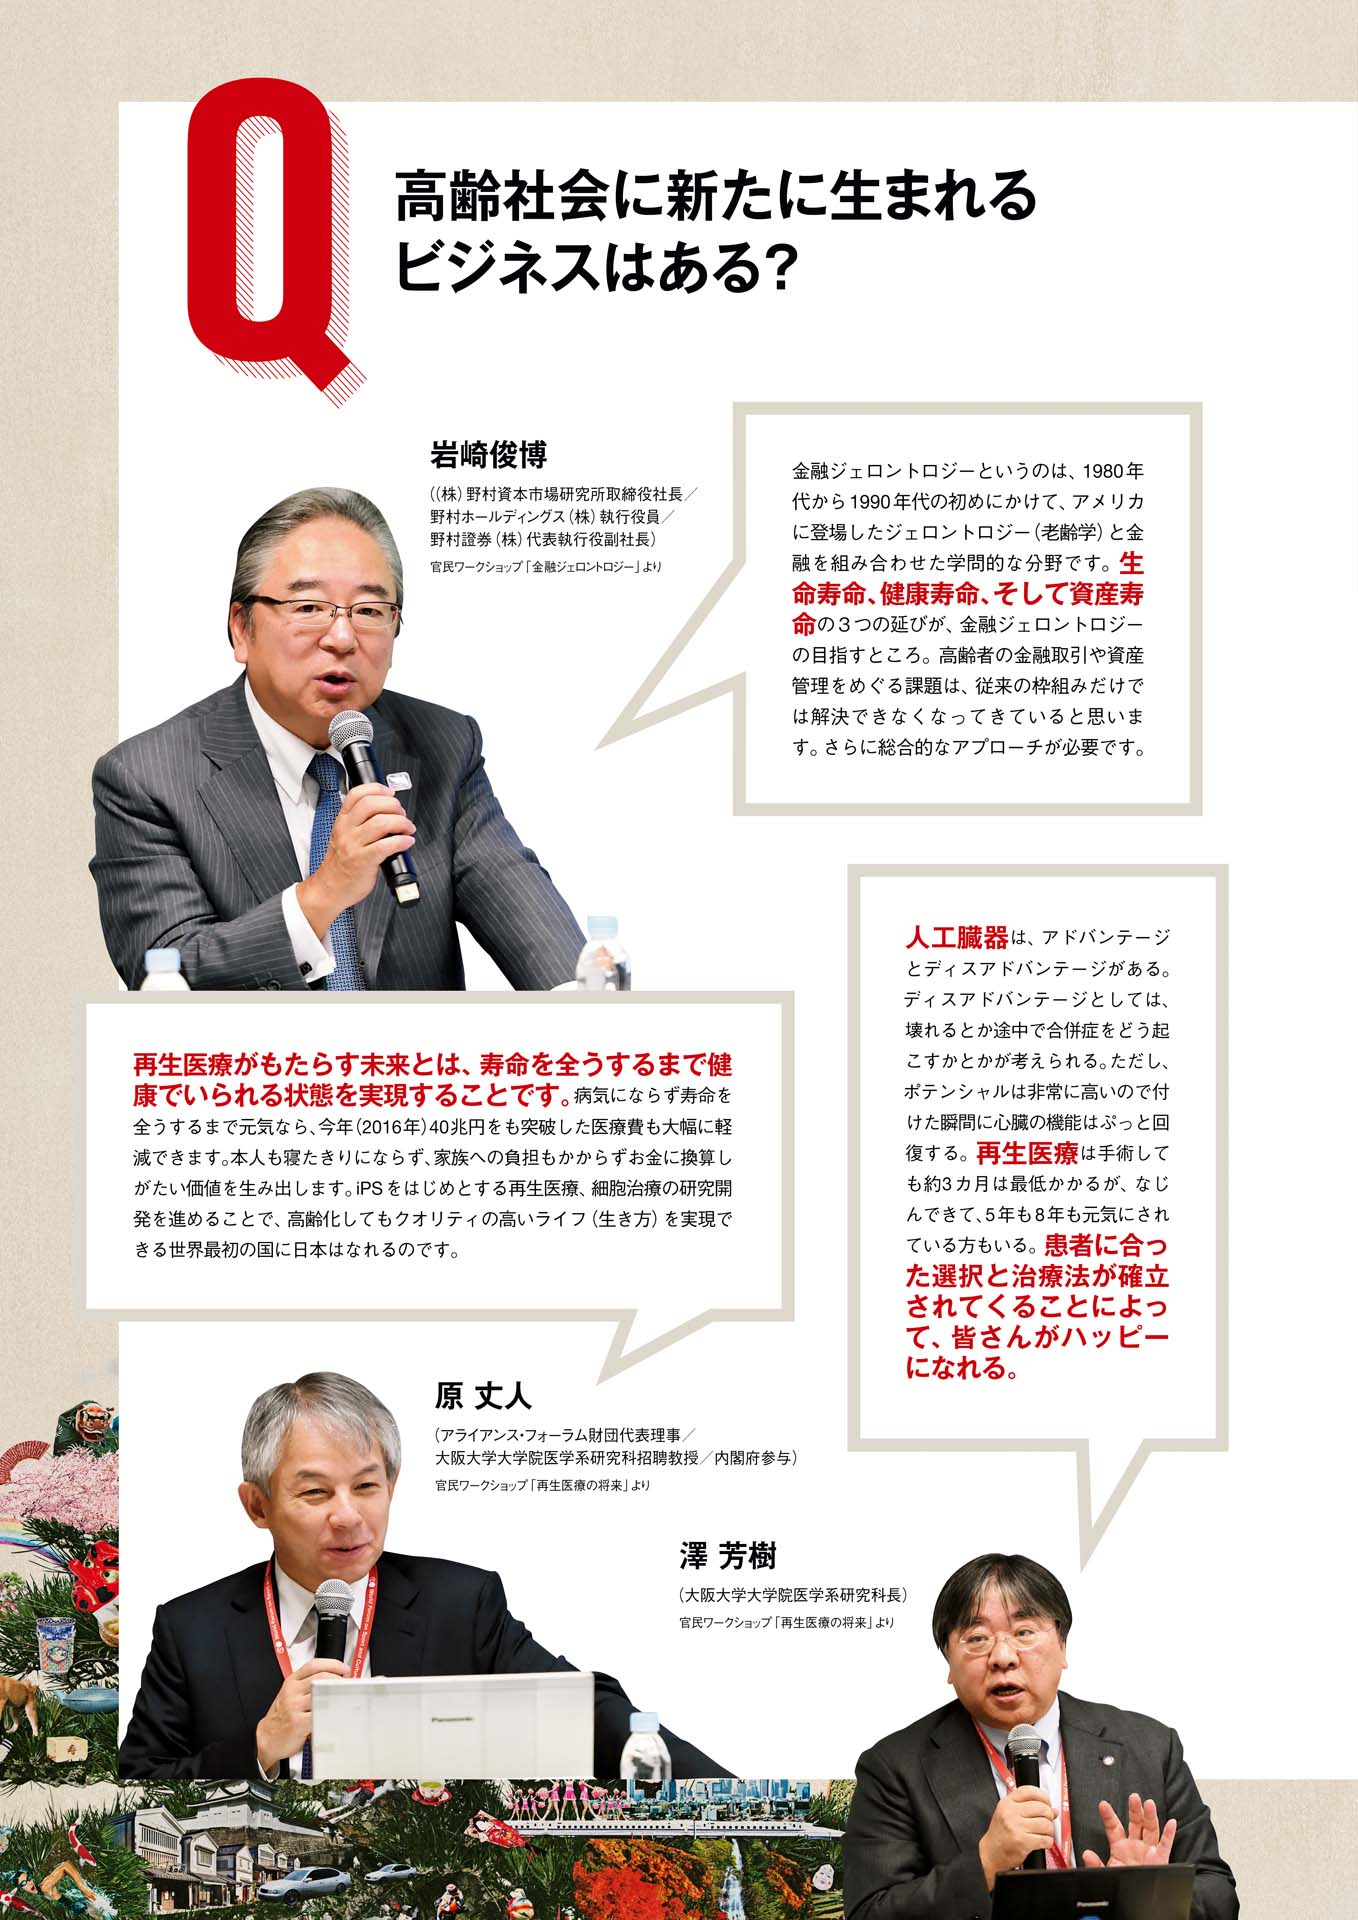 Q
高齢社会に新たに生まれる
ビジネスはある?
岩崎俊博
((株)野村資本市場研究所取締役社長/
野村ホールディングス(株)執行役員/
野村證券(株)代表執行役副社長)
官民ワークショップ「金融ジェロントロジー」より
金融ジェロントロジーというのは、1980年
代から1990年代の初めにかけて、アメリカ
に登場したジェロントロジー(老齢学)と金
融を組み合わせた学問的な分野です。生
命寿命、健康寿命、そして資産寿
命の3つの延びが、金融ジェロントロジー
の目指すところ。高齢者の金融取引や資産
管理をめぐる課題は、従来の枠組みだけで
は解決できなくなってきていると思いま
す。さらに総合的なアプローチが必要です。
再生医療がもたらす未来とは、寿命を全うするまで健
康でいられる状態を実現することです。病気にならず寿命を
全うするまで元気なら、今年(2016年)40兆円をも突破した医療費も大幅に軽
減できます。本人も寝たきりにならず、家族への負担もかからずお金に換算し
がたい価値を生み出します。iPSをはじめとする再生医療、細胞治療の研究開
発を進めることで、高齢化してもクオリティの高いライフ(生き方)を実現で
きる世界最初の国に日本はなれるのです。
原 丈人
(アライアンス・フォーラム財団代表理事/
大阪大学大学院医学系研究科招聘教授/内閣府参与)
官民ワークショップ「再生医療の将来」より
人工臓器は、アドバンテージ
とディスアドバンテージがある。
ディスアドバンテージとしては、
壊れるとか途中で合併症をどう起
こすかとかが考えられる。ただし、
ポテンシャルは非常に高いので付
けた瞬間に心臓の機能はぷっと回
復する。再生医療は手術して
も約3カ月は最低かかるが、なじ
んできて、5年も8年も元気にされ
ている方もいる。患者に合っ
た選択と治療法が確立
されてくることによっ
て、皆さんがハッピー
になれる。
澤 芳樹
(大阪大学大学院医学系研究科長)
官民ワークショップ「再生医療の将来」より
Panasonic
Panasonic
寿